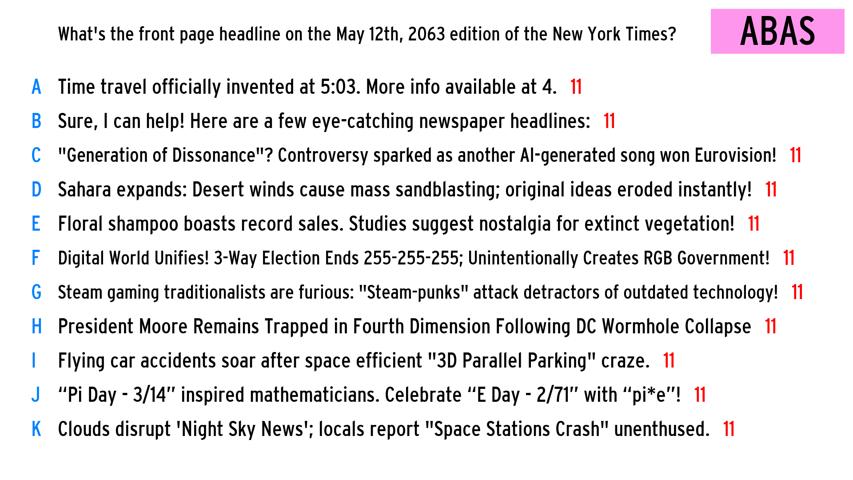 What's the front page headline on the May 12th, 2063 edition of the New York Times?
ABAS
A Time travel officially invented at 5:03. More info available at 4. 11
B Sure, I can help! Here are a few eye-catching newspaper headlines: 11
C "Generation of Dissonance"? Controversy sparked as another AI-generated song won Eurovision! 11
D Sahara expands: Desert winds cause mass sandblasting; original ideas eroded instantly! 11
E Floral shampoo boasts record sales. Studies suggest nostalgia for extinct vegetation! 11
F Digital World Unifies! 3-Way Election Ends 255-255-255; Unintentionally Creates RGB Government! 11
G Steam gaming traditionalists are furious: "Steam-punks" attack detractors of outdated technology! 11
H President Moore Remains Trapped in Fourth Dimension Following DC Wormhole Collapse 11
I Flying car accidents soar after space efficient "3D Parallel Parking" craze. 11
J “Pi Day - 3/14” inspired mathematicians. Celebrate “E Day - 2/71” with “pi*e”! 11
K Clouds disrupt 'Night Sky News'; locals report "Space Stations Crash" unenthused. 11